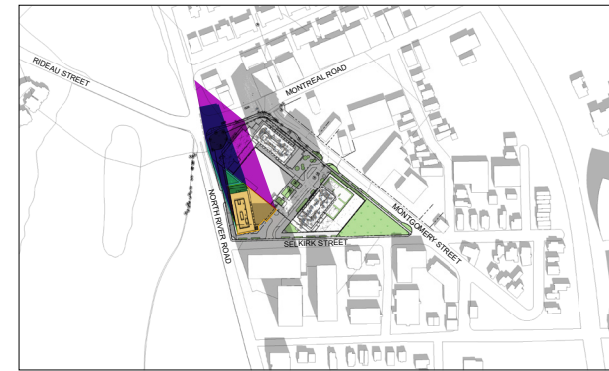 RIDEAU STREET
MONTREAL ROAD
NORTH RIVER ROAD
MONTGOMERY STREET
SELKIRK STREET